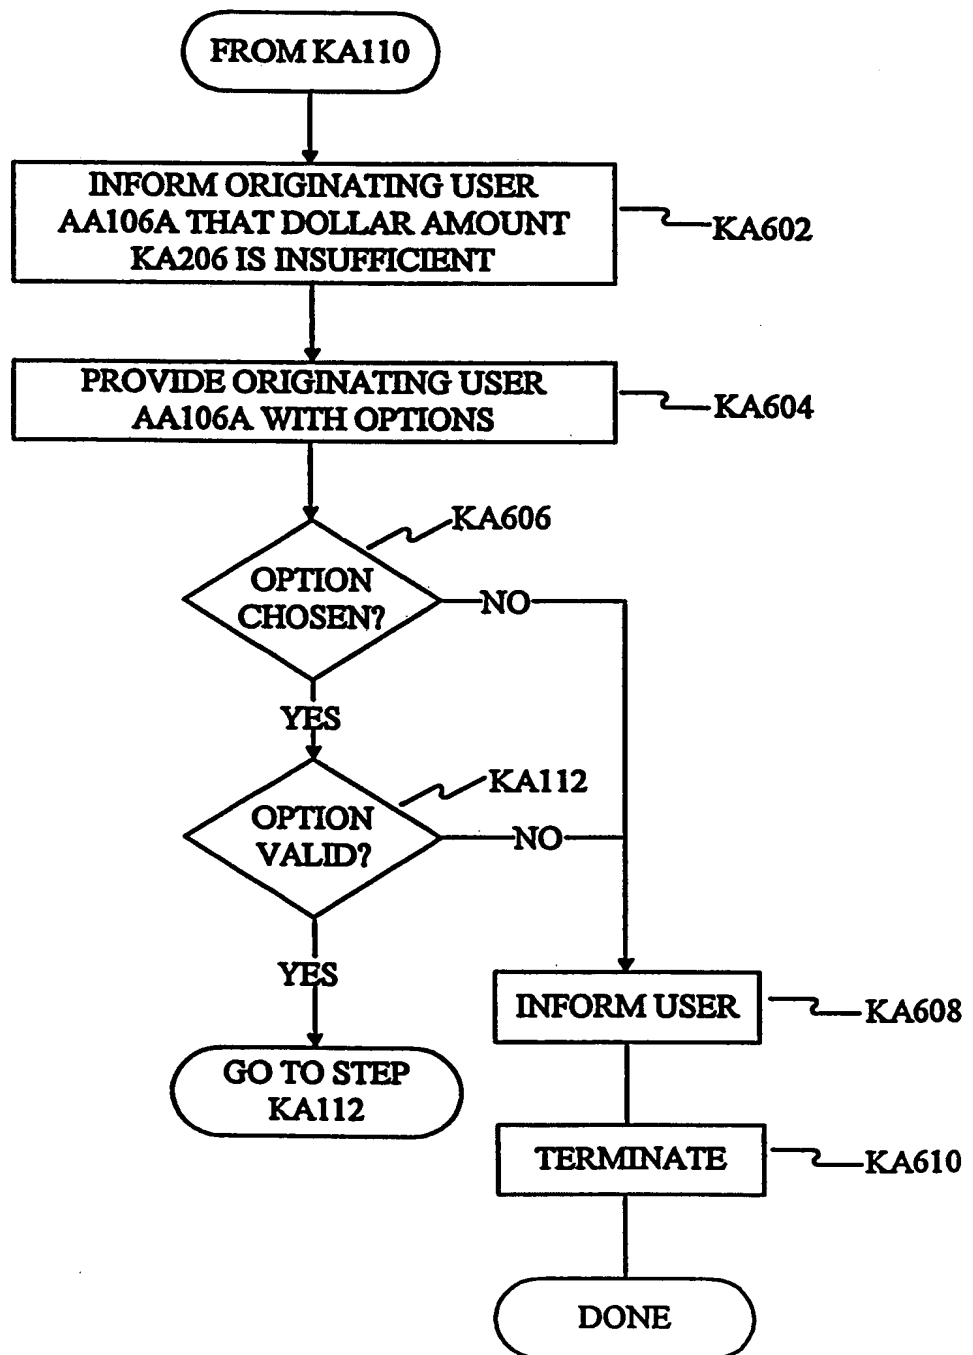 FROM KA110
INFORM ORIGINATING USER
AA106A THAT DOLLAR AMOUNT
KA206 IS INSUFFICIENT
KA602
PROVIDE ORIGINATING USER
AA106A WITH OPTIONS
KA604
KA606
OPTION
CHOSEN?
NO
YES
KA112
OPTION
VALID?
NO
YES
INFORM USER
KA608
GO TO STEP
KA112
TERMINATE
KA610
DONE